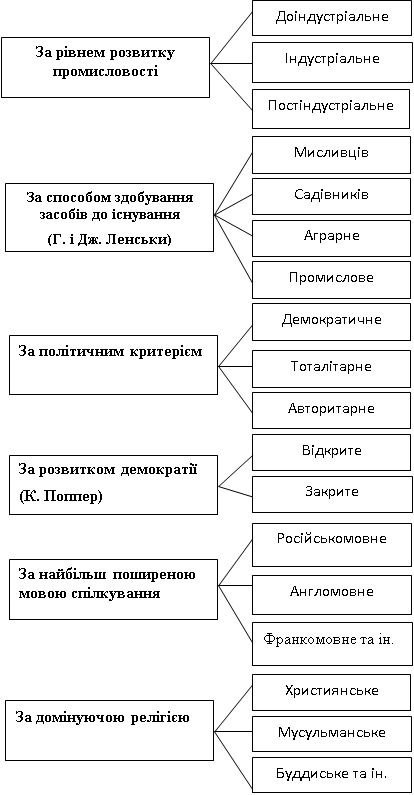 За рівнем розвитку
промисловості
Доіндустріальне
Індустріальне
Постіндустріальне
За способом здобування
засобів до існування
(Г. і Дж. Ленськи)
Мисливців
Садівників
Аграрне
Промислове
За політичним критерієм
Демократичне
Тоталітарне
Авторитарне
За розвитком демократії
(К. Поппер)
Відкрите
Закрите
За найбільш поширеною
мовою спілкування
Російськомовне
Англомовне
Франкомовне та ін.
За домінуючою релігією
Християнське
Мусульманське
Буддиське та ін.